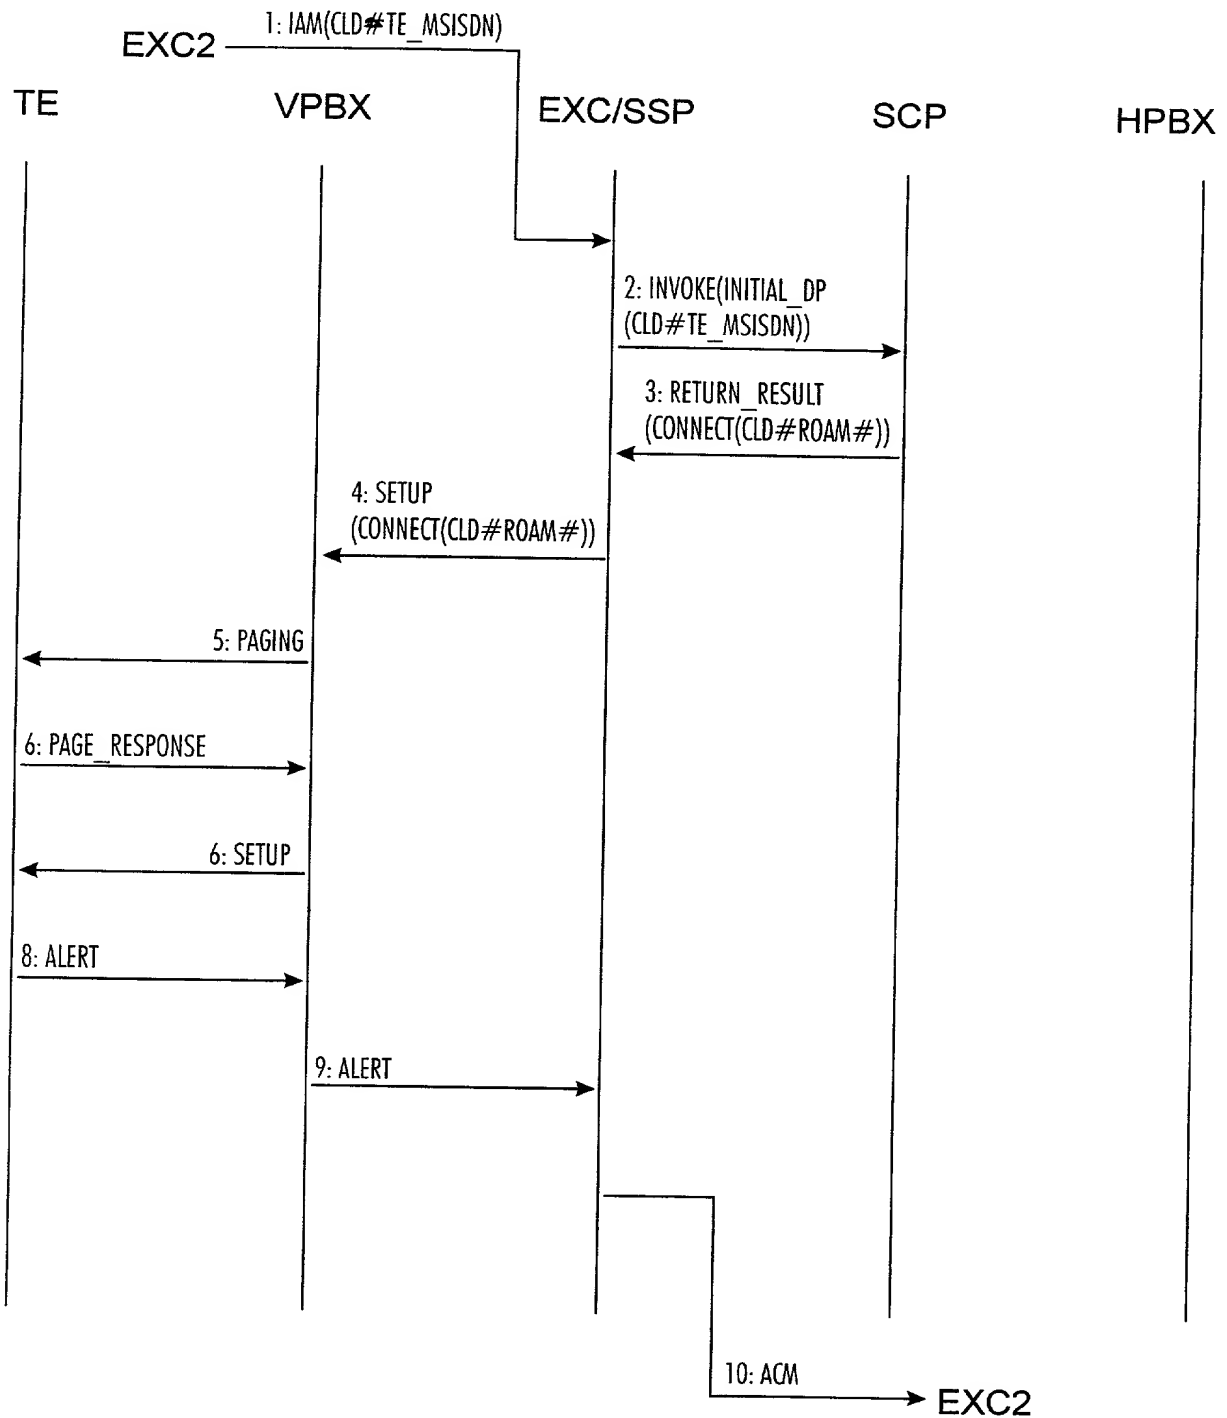 1: IAM(CLD#TE_MSISDN)
EXC2
TE
VPBX
EXC/SSP
SCP
HPBX
2: INVOKE(INITIAL_DP
(CLD#TE_MSISDN))
3: RETURN_RESULT
(CONNECT(CLD#ROAM#))
4: SETUP
(CONNECT(CLD#ROAM#))
5: PAGING
6: PAGE_RESPONSE
6: SETUP
8: ALERT
9: ALERT
10: ACM
EXC2